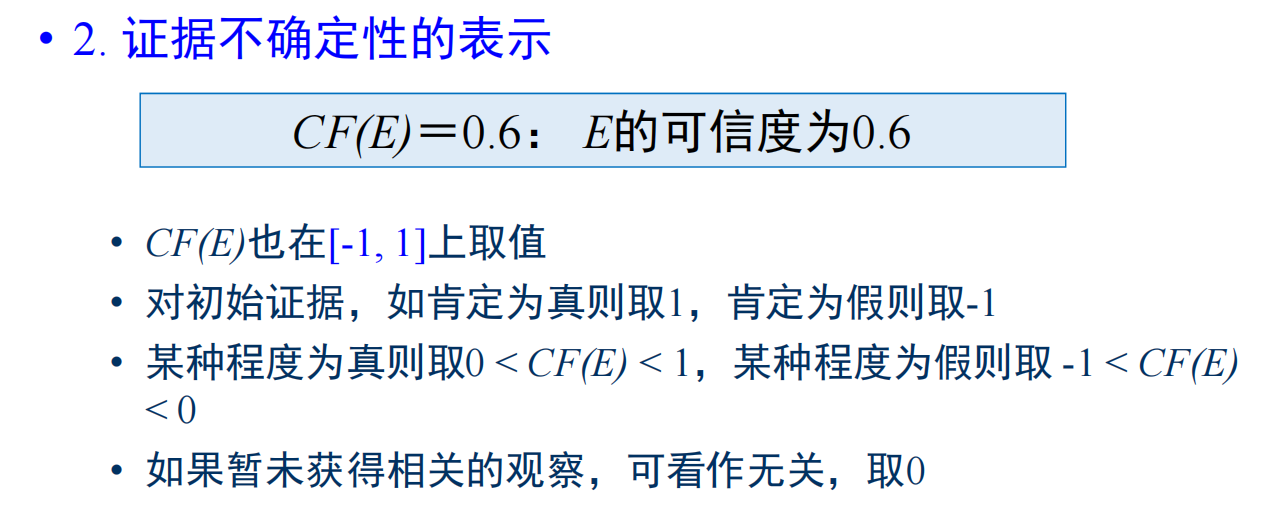 • 2. 证据不确定性的表示
CF(E)＝0.6： E的可信度为0.6
• CF(E)也在[-1, 1]上取值
• 对初始证据，如肯定为真则取1，肯定为假则取-1
• 某种程度为真则取0 < CF(E) < 1，某种程度为假则取 -1 < CF(E)
< 0
• 如果暂未获得相关的观察，可看作无关，取0